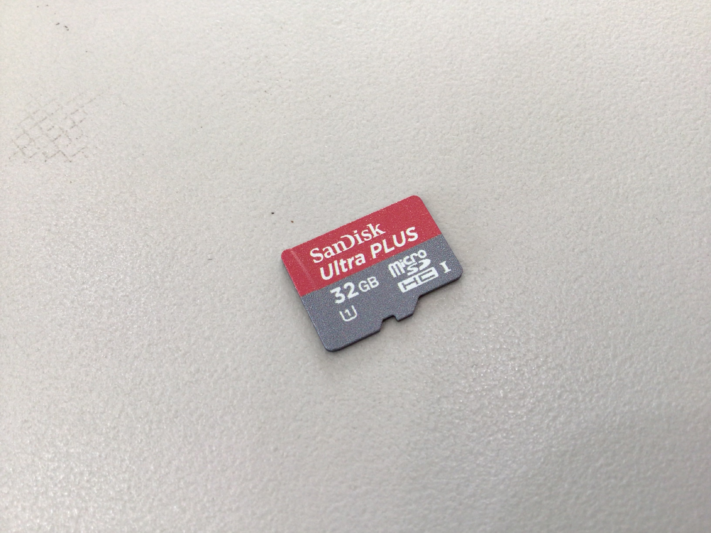 SanDisk
Ultra PLUS
32GB
micro
SD
HC I
1